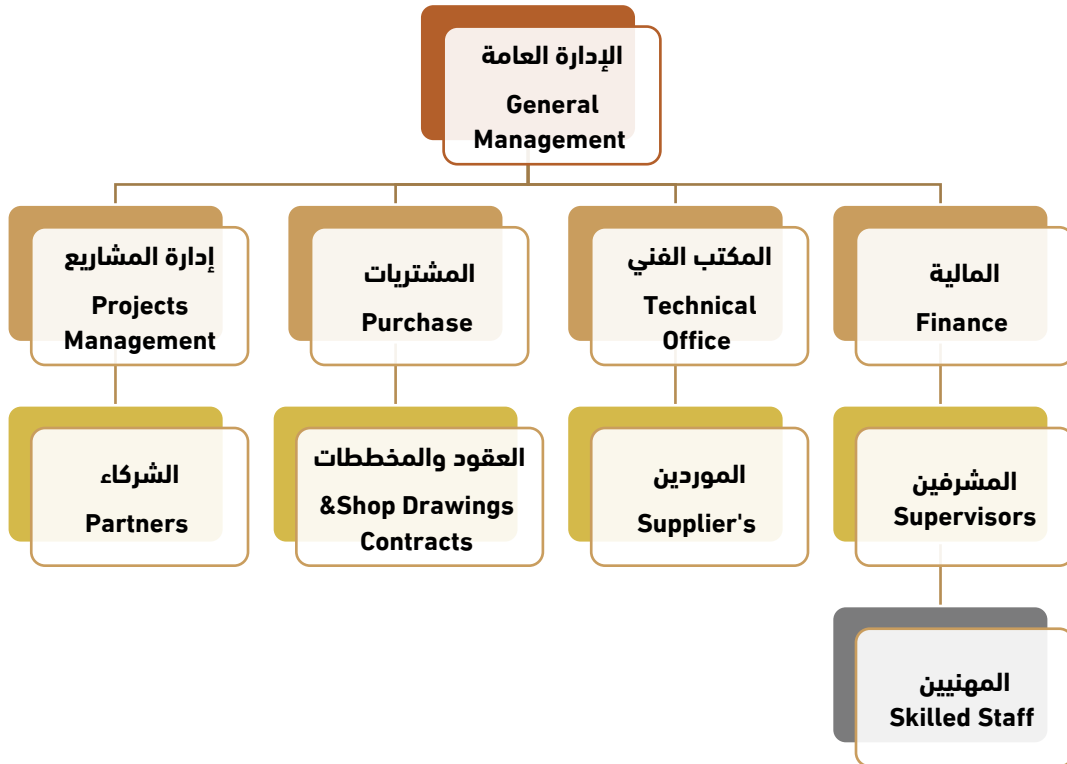 الإدارة العامة
General
Management
إدارة المشاريع
Projects
Management
المشتريات
Purchase
المكتب الفني
Technical
Office
المالية
Finance
الشركاء
Partners
العقود والمخططات
&Shop Drawings
Contracts
الموردين
Supplier's
المشرفين
Supervisors
المهنيين
Skilled Staff